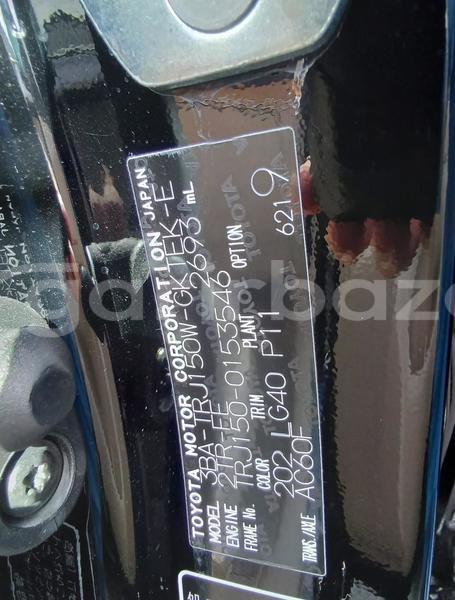 TOYOTA MOTOR CORPORATION JAPAN
MODEL 3BA-TRJ150W-GKTEK-E
ENGINE 2TR-FE 2693 mL
FRAME No. TRJ150-0153546
COLOR TRIM PLANT OPTION
202 LG40 P11 6219
TRANS./AXLE AC60F